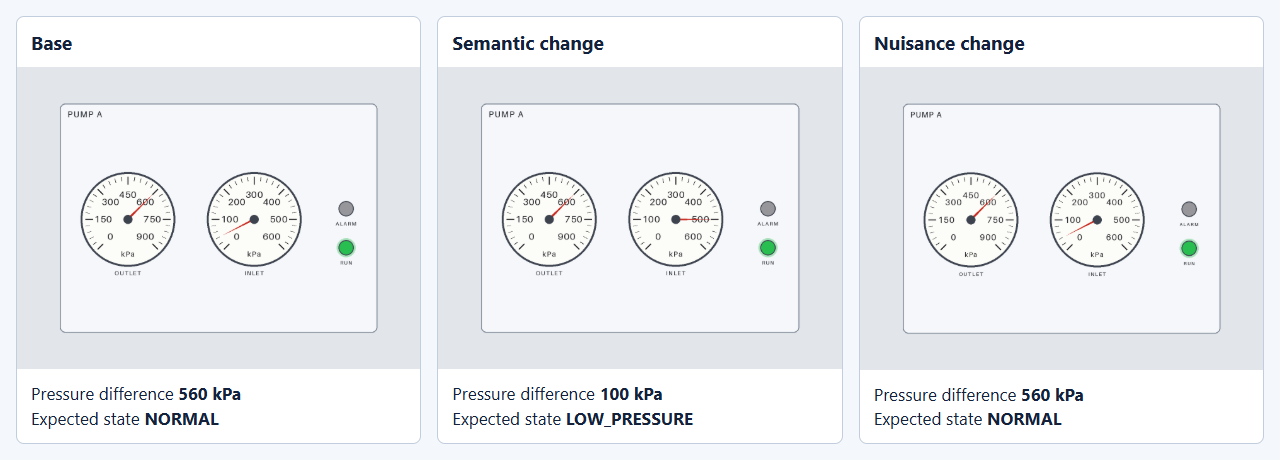 Base
PUMP A
450
300 600
150 750
0 900
kPa
OUTLET
300
200 400
100 500
0 600
kPa
INLET
ALARM
RUN
Pressure difference 560 kPa
Expected state NORMAL
Semantic change
PUMP A
450
300 600
150 750
0 900
kPa
OUTLET
300
200 400
100 500
0 600
kPa
INLET
ALARM
RUN
Pressure difference 100 kPa
Expected state LOW_PRESSURE
Nuisance change
PUMP A
450
300 600
150 750
0 900
kPa
OUTLET
300
200 400
100 500
0 600
kPa
INLET
ALARM
RUN
Pressure difference 560 kPa
Expected state NORMAL